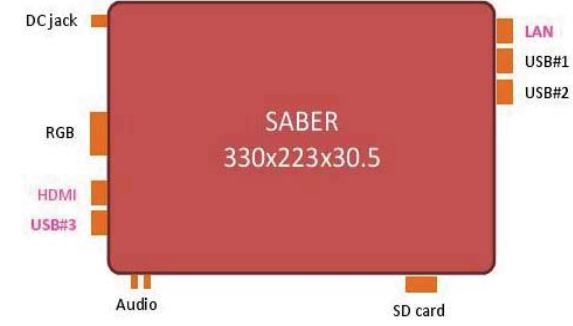 DC jack
LAN
USB#1
USB#2
RGB
SABER
330x223x30.5
HDMI
USB#3
Audio
SD card